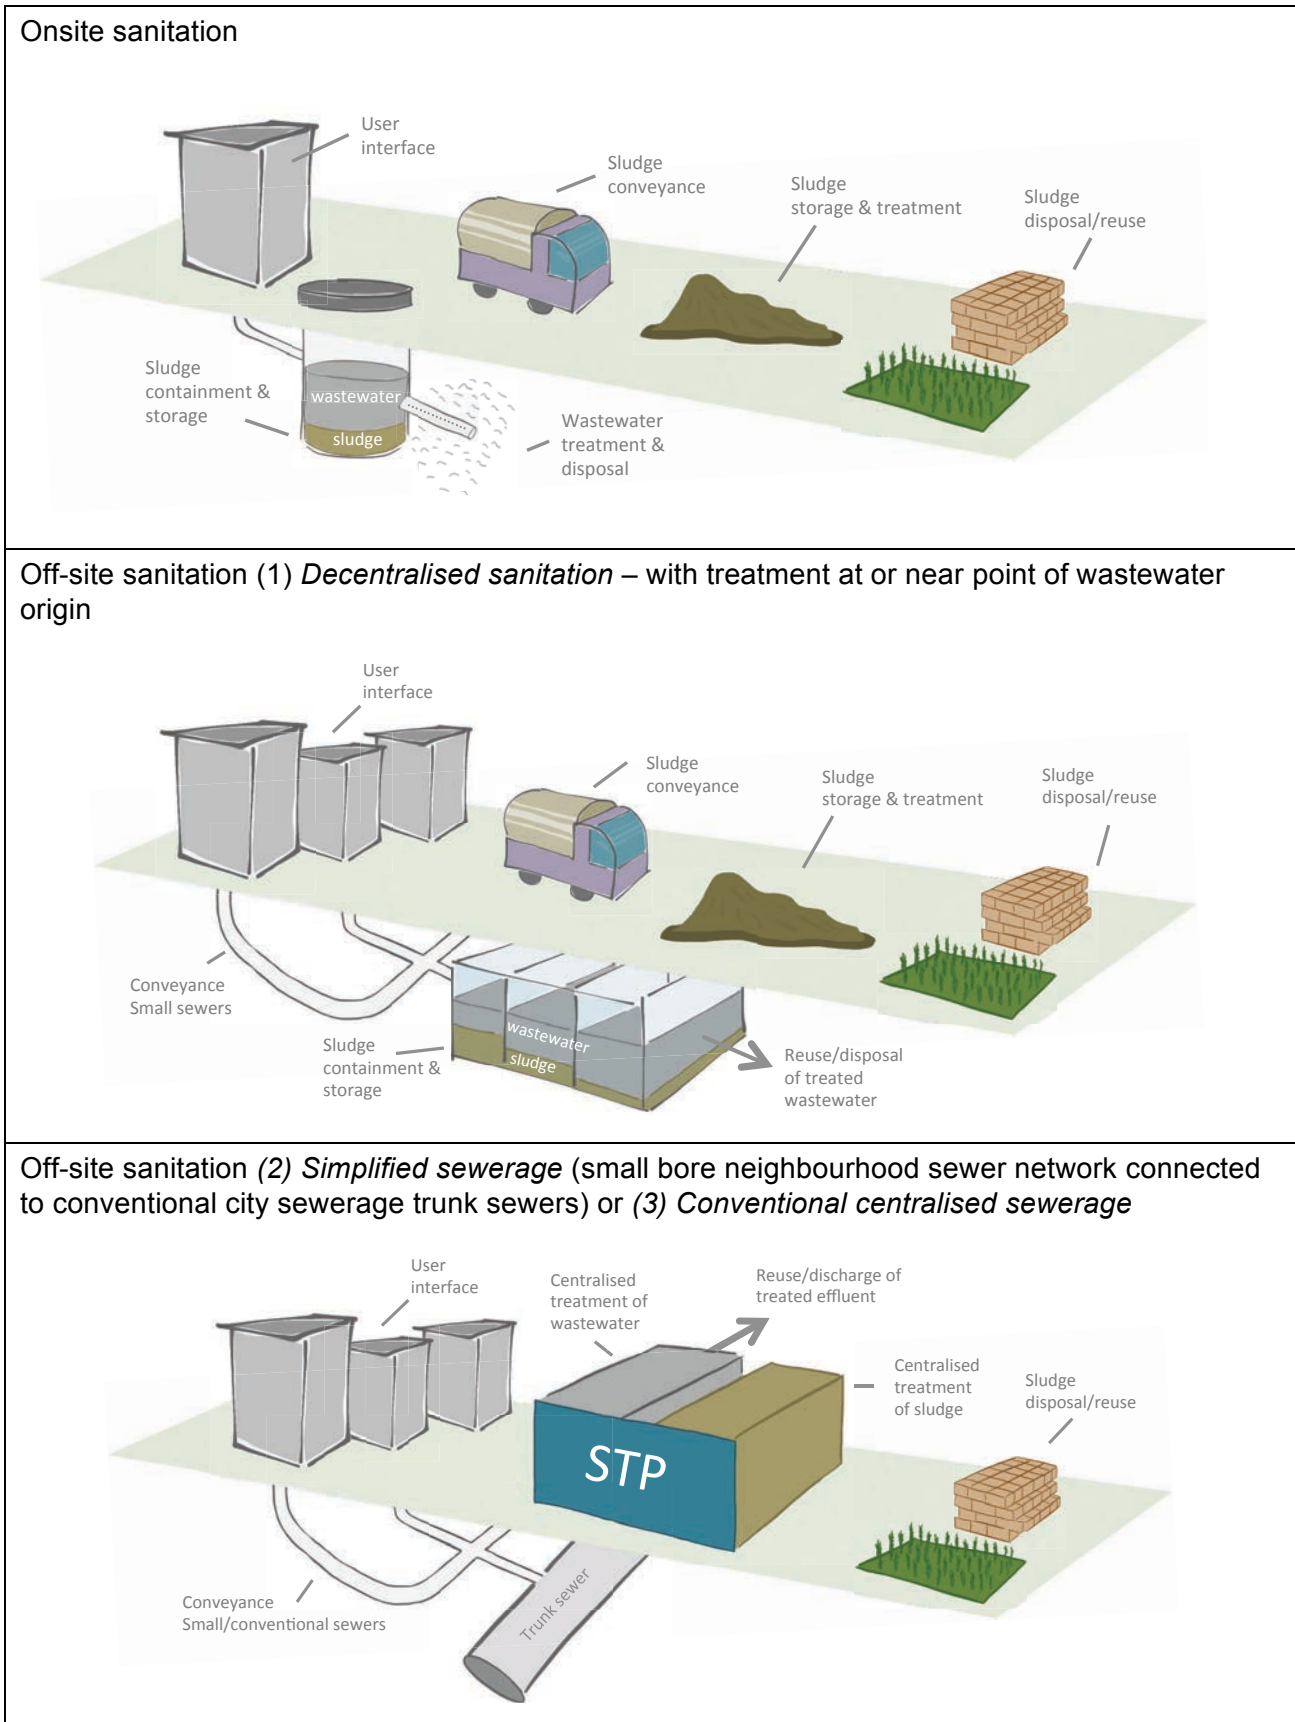 Onsite sanitation
User
interface
Sludge
conveyance
Sludge
storage & treatment
Sludge
disposal/reuse
Sludge
containment &
storage
wastewater
sludge
Wastewater
treatment &
disposal
Off-site sanitation (1) Decentralised sanitation – with treatment at or near point of wastewater
origin
User
interface
Sludge
conveyance
Sludge
storage & treatment
Sludge
disposal/reuse
Conveyance
Small sewers
Sludge
containment &
storage
wastewater
sludge
Reuse/disposal
of treated
wastewater
Off-site sanitation (2) Simplified sewerage (small bore neighbourhood sewer network connected
to conventional city sewerage trunk sewers) or (3) Conventional centralised sewerage
User
interface
Centralised
treatment of
wastewater
Reuse/discharge of
treated effluent
Centralised
treatment
of sludge
Sludge
disposal/reuse
STP
Conveyance
Small/conventional sewers
Trunk sewer